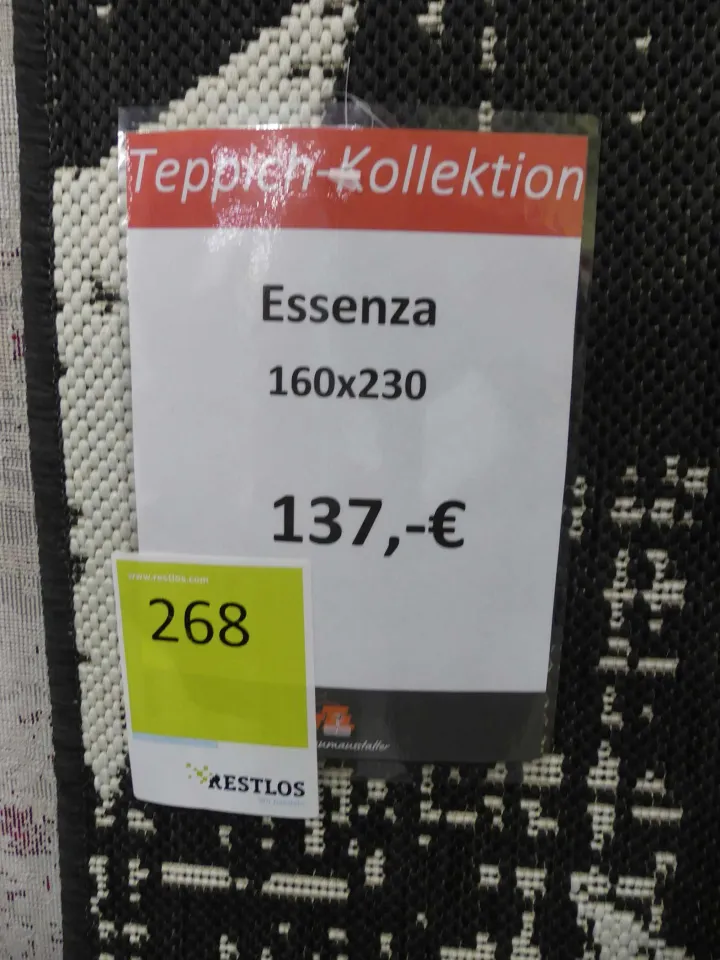 Teppich-Kollektion
Essenza
160x230
137,-€
www.restlos.com
268
RESTLOS